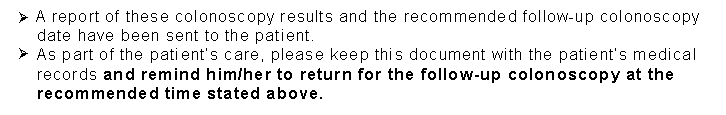 ➢ A report of these colonoscopy results and the recommended follow-up colonoscopy
date have been sent to the patient.
➢ As part of the patient's care, please keep this document with the patient's medical
records and remind him/her to return for the follow-up colonoscopy at the
recommended time stated above.